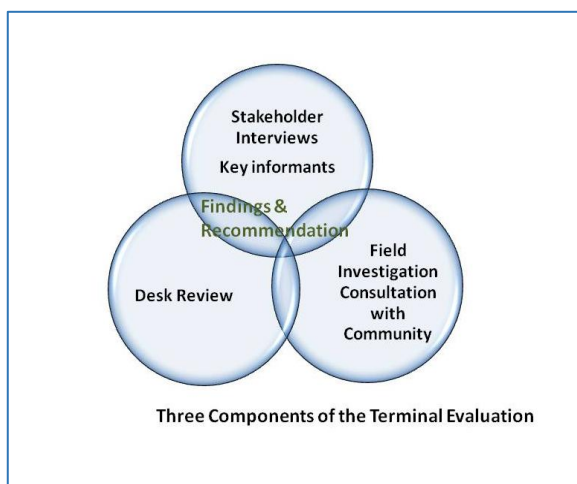 Stakeholder
Interviews
Key informants
Findings &
Recommendation
Desk Review
Field
Investigation
Consultation
with
Community
Three Components of the Terminal Evaluation